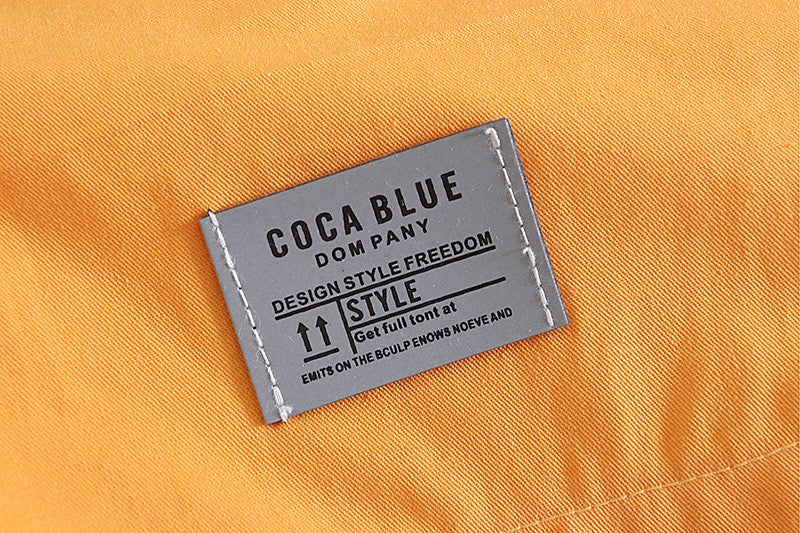 COCA BLUE
DOM PANY
DESIGN STYLE FREEDOM
STYLE
Get full tont at
EMITS ON THE BCULP ENOWS NOEVE AND